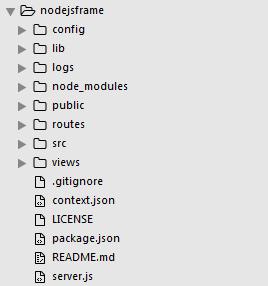 nodejsframe
config
lib
logs
node_modules
public
routes
src
views
.gitignore
context.json
LICENSE
package.json
README.md
server.js